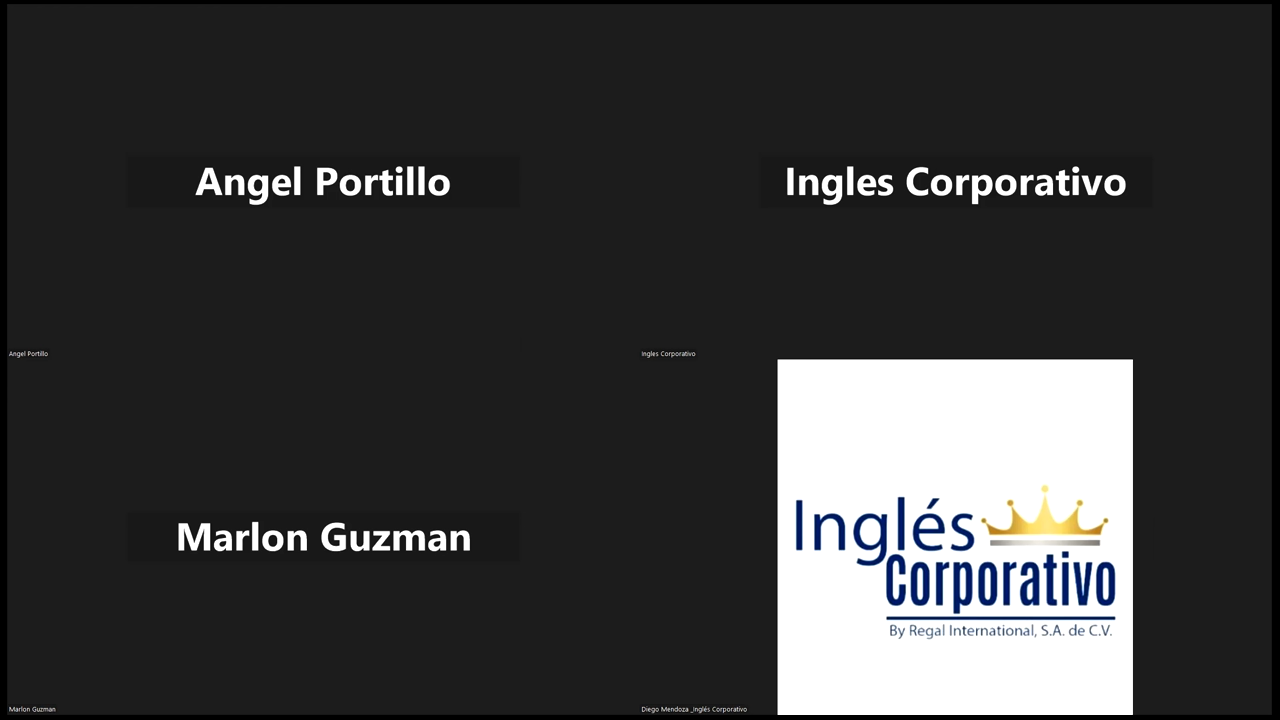 Angel Portillo
Ingles Corporativo
Angel Portillo
Ingles Corporativo
Marlon Guzman
Inglés
Corporativo
By Regal International, S.A. de C.V.
Marlon Guzman
Diego Mendoza _Inglés Corporativo